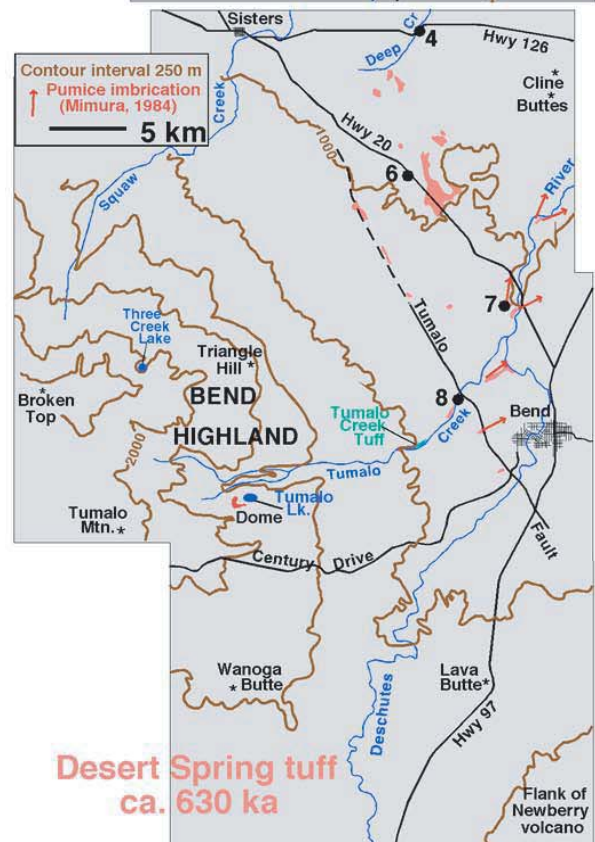 Sisters
Deep Cr
4
Hwy 126
Contour interval 250 m
Pumice imbrication
(Mimura, 1984)
5 km
Cline
Buttes
Squaw Creek
1000
Hwy 20
6
River
Three
Creek
Lake
Triangle
Hill
7
Tumalo
Broken
Top
BEND
HIGHLAND
8
Bend
Tumalo
Creek
Tuff
Creek
2000
Tumalo
Tumalo
Lk.
Dome
Tumalo
Mtn.
Century Drive
Fault
Wanoga
Butte
Lava
Butte
Deschutes
Hwy 97
Desert Spring tuff
ca. 630 ka
Flank of
Newberry
volcano